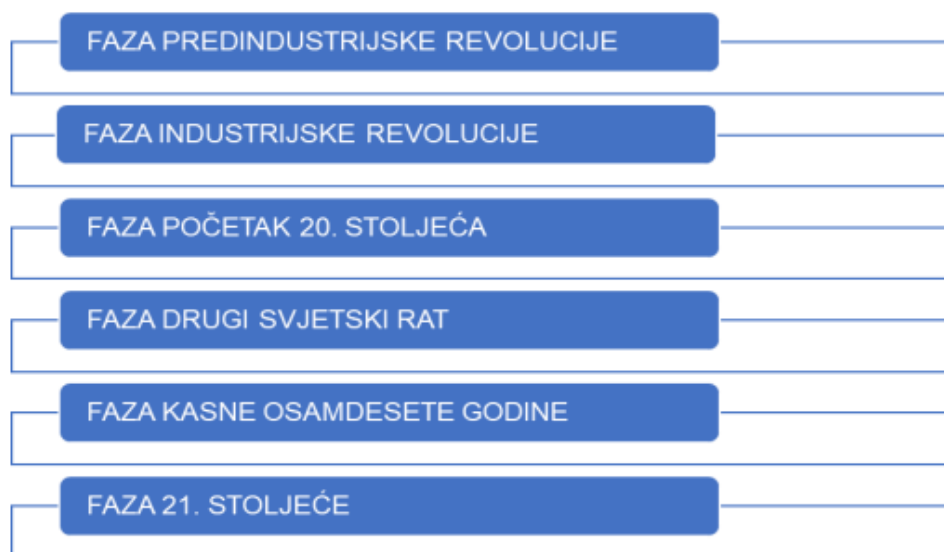 FAZA PREDINDUSTRIJSKE REVOLUCIJE
FAZA INDUSTRIJSKE REVOLUCIJE
FAZA POČETAK 20. STOLJEĆA
FAZA DRUGI SVJETSKI RAT
FAZA KASNE OSAMDESETE GODINE
FAZA 21. STOLJEĆE